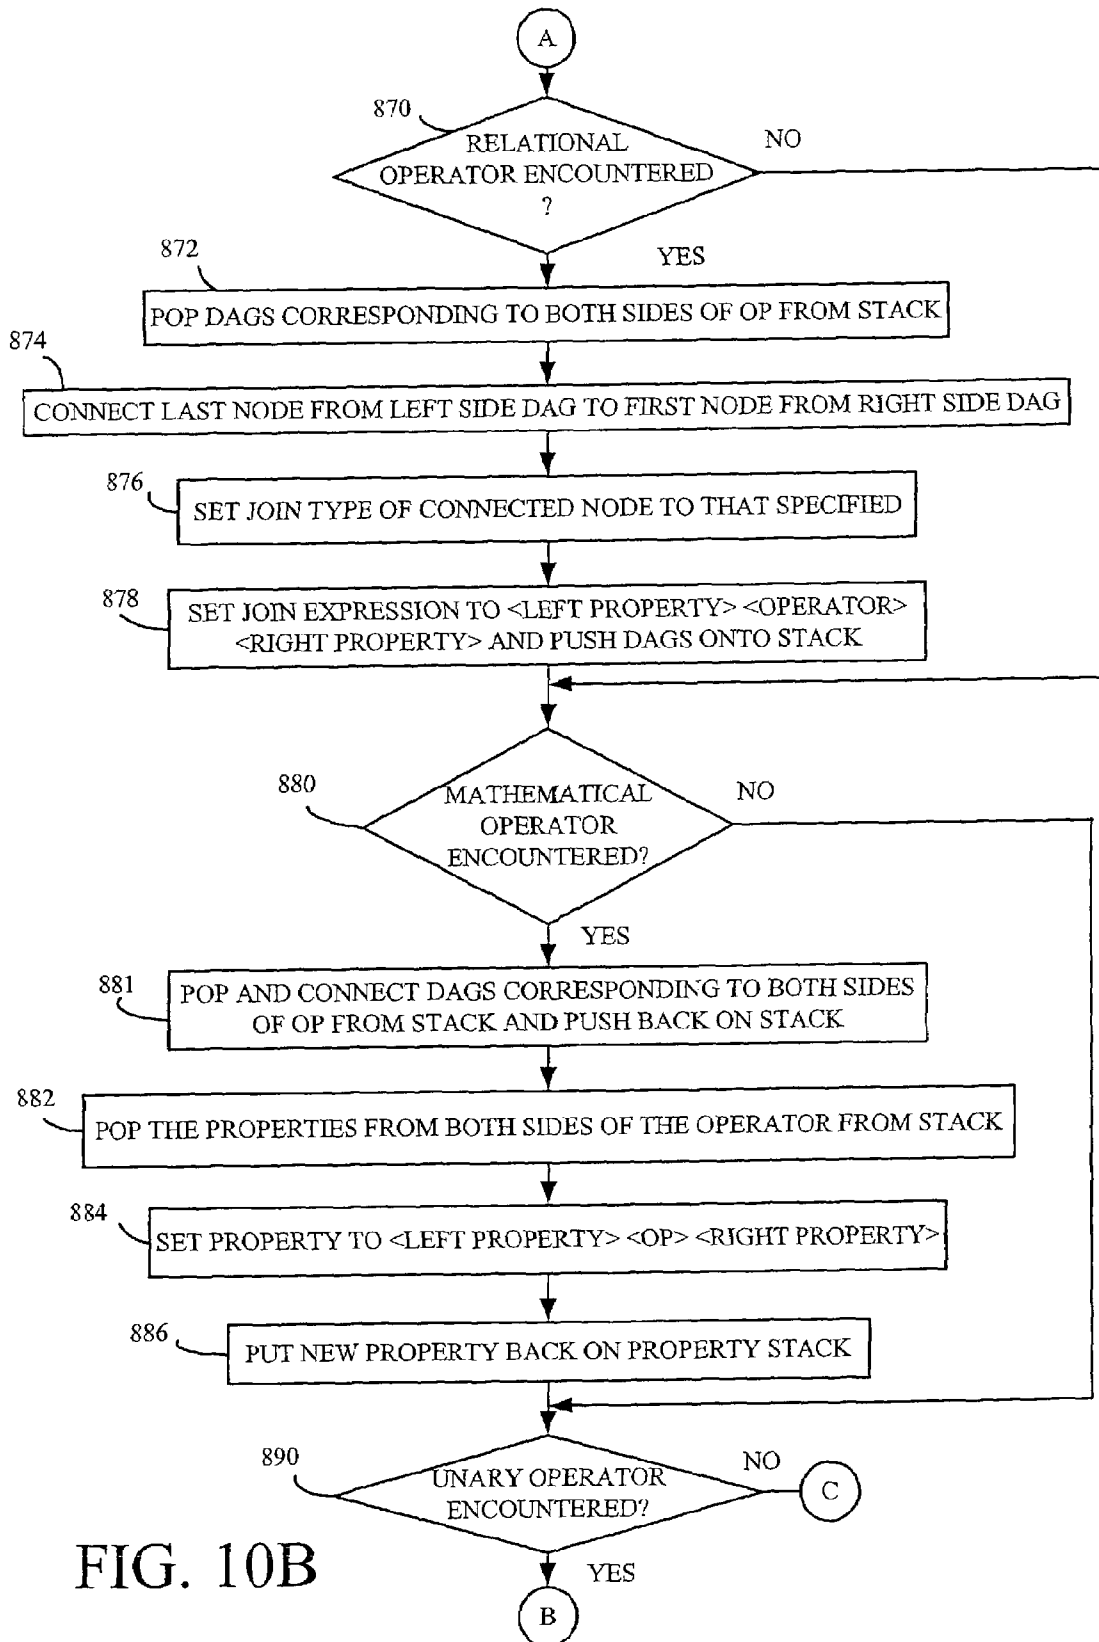 A
870
RELATIONAL
OPERATOR ENCOUNTERED
?
NO
YES
872
POP DAGS CORRESPONDING TO BOTH SIDES OF OP FROM STACK
874
CONNECT LAST NODE FROM LEFT SIDE DAG TO FIRST NODE FROM RIGHT SIDE DAG
876
SET JOIN TYPE OF CONNECTED NODE TO THAT SPECIFIED
878
SET JOIN EXPRESSION TO <LEFT PROPERTY> <OPERATOR>
<RIGHT PROPERTY> AND PUSH DAGS ONTO STACK
880
MATHEMATICAL
OPERATOR
ENCOUNTERED?
NO
YES
881
POP AND CONNECT DAGS CORRESPONDING TO BOTH SIDES
OF OP FROM STACK AND PUSH BACK ON STACK
882
POP THE PROPERTIES FROM BOTH SIDES OF THE OPERATOR FROM STACK
884
SET PROPERTY TO <LEFT PROPERTY> <OP> <RIGHT PROPERTY>
886
PUT NEW PROPERTY BACK ON PROPERTY STACK
890
UNARY OPERATOR
ENCOUNTERED?
NO
C
YES
B
FIG. 10B